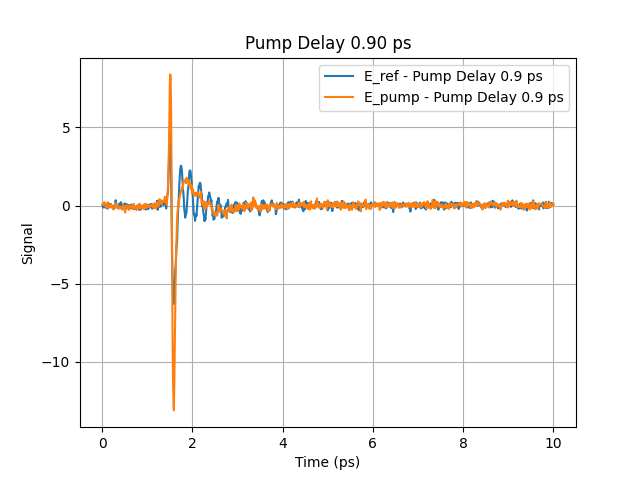 Pump Delay 0.90 ps
E_ref - Pump Delay 0.9 ps
E_pump - Pump Delay 0.9 ps
5
0
−5
−10
Signal
0 2 4 6 8 10
Time (ps)